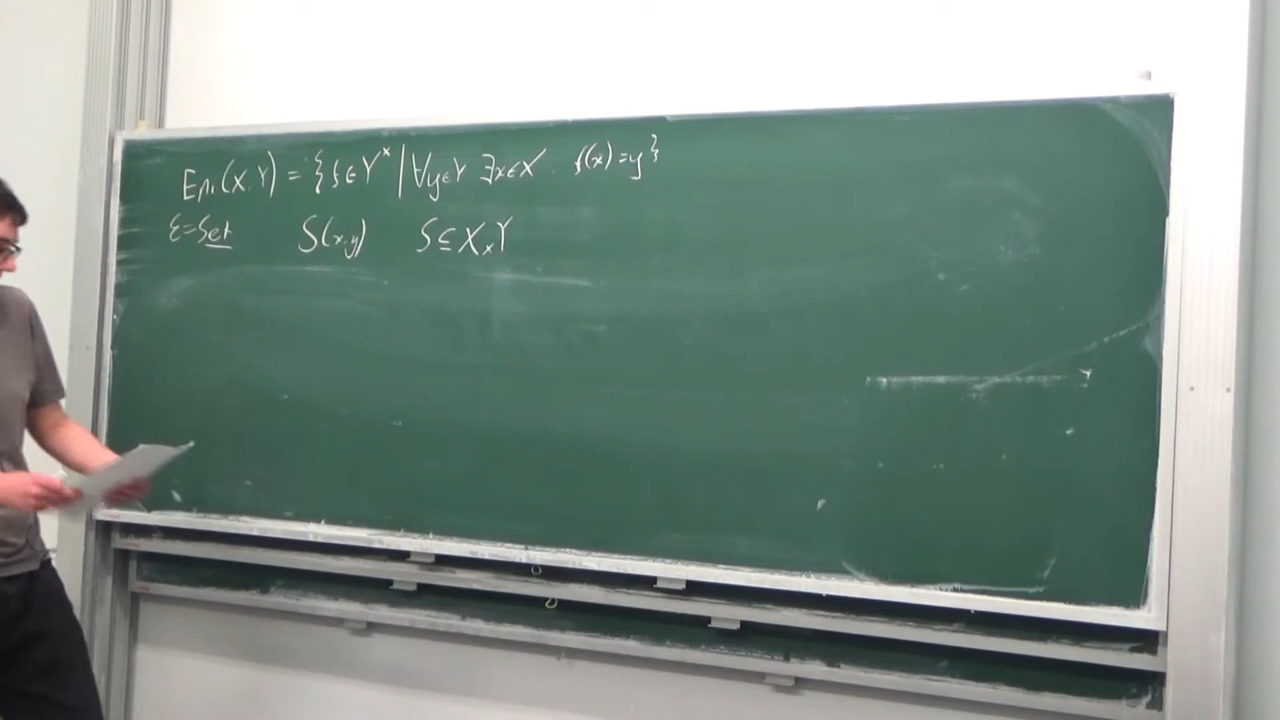 Epi(X,Y) = {f ∈ Y^X | ∀y∈Y ∃x∈X. f(x)=y}
ε=Set S(x,y) S ⊆ X×Y